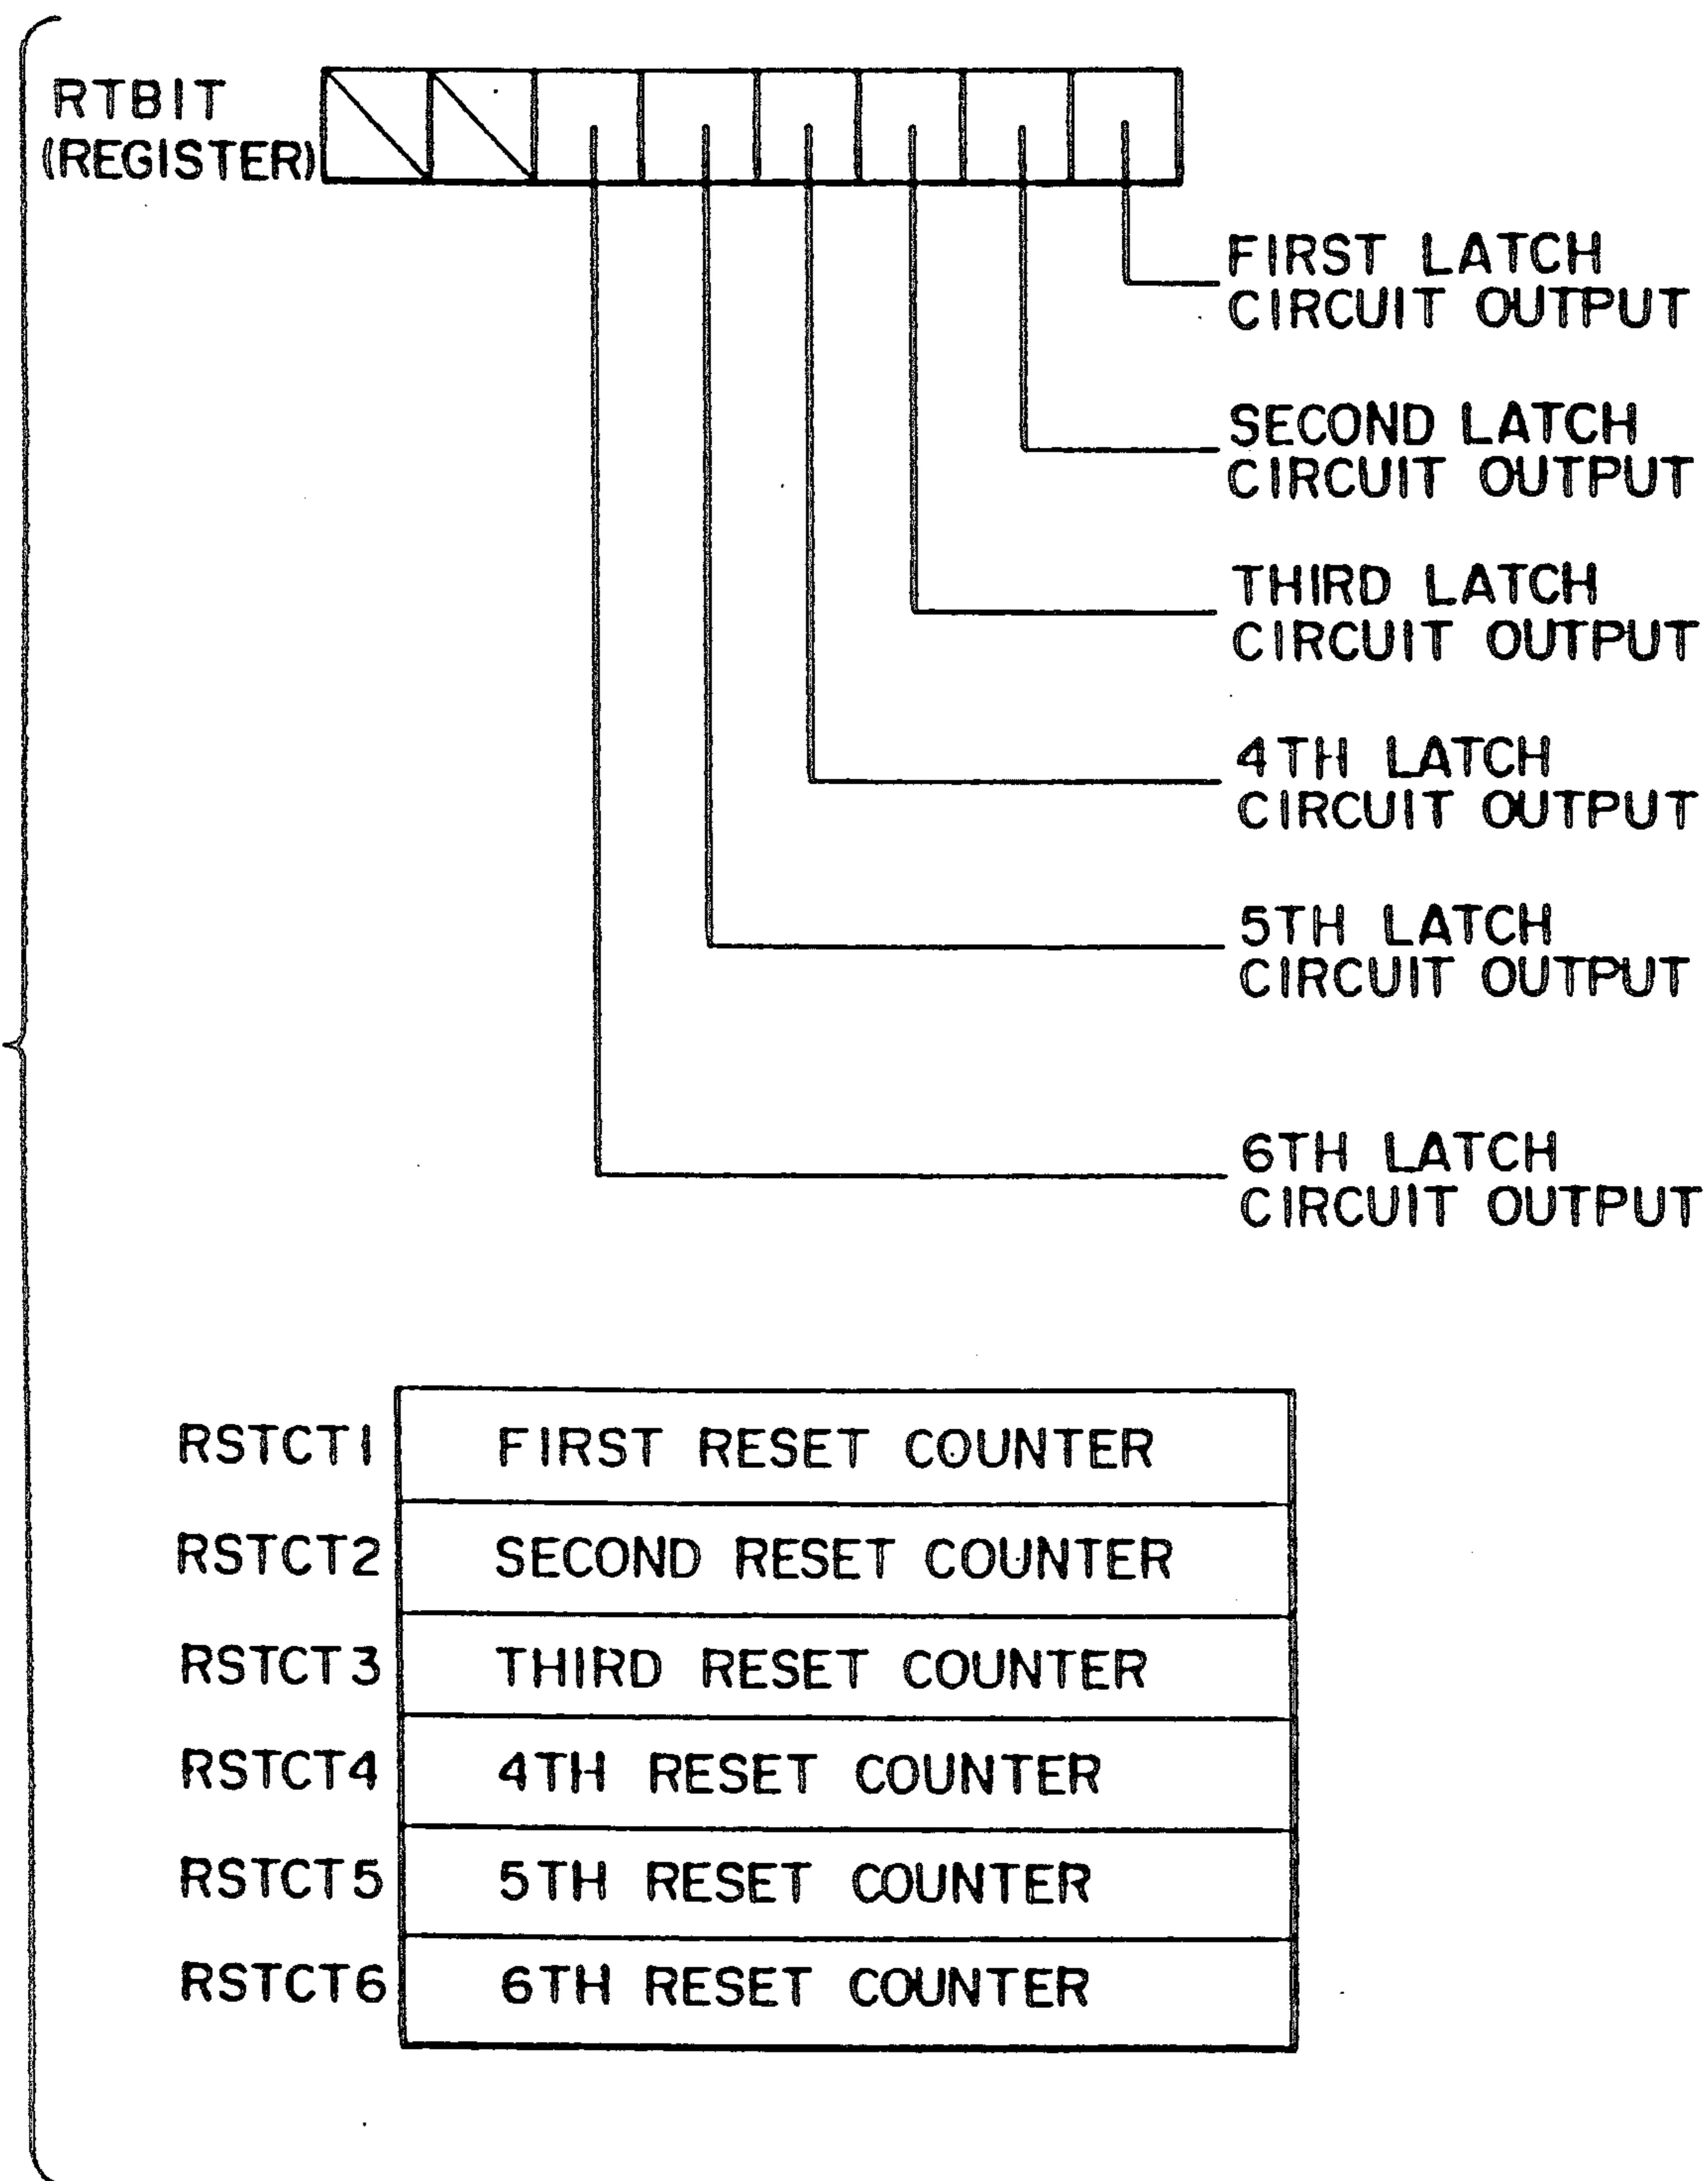 RTBIT
(REGISTER)
FIRST LATCH
CIRCUIT OUTPUT
SECOND LATCH
CIRCUIT OUTPUT
THIRD LATCH
CIRCUIT OUTPUT
4TH LATCH
CIRCUIT OUTPUT
5TH LATCH
CIRCUIT OUTPUT
6TH LATCH
CIRCUIT OUTPUT
RSTCT1 FIRST RESET COUNTER
RSTCT2 SECOND RESET COUNTER
RSTCT3 THIRD RESET COUNTER
RSTCT4 4TH RESET COUNTER
RSTCT5 5TH RESET COUNTER
RSTCT6 6TH RESET COUNTER